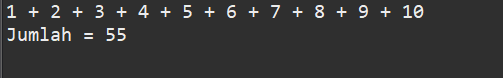 1 + 2 + 3 + 4 + 5 + 6 + 7 + 8 + 9 + 10
Jumlah = 55